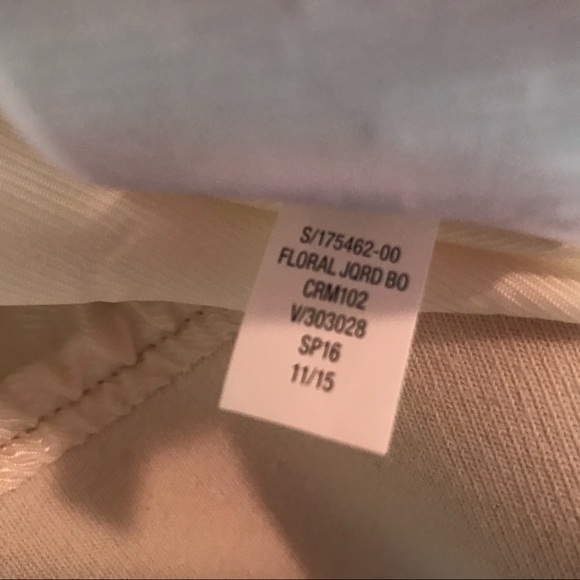 S/175462-00
FLORAL JQRD BO
CRM102
V/303028
SP16
11/15